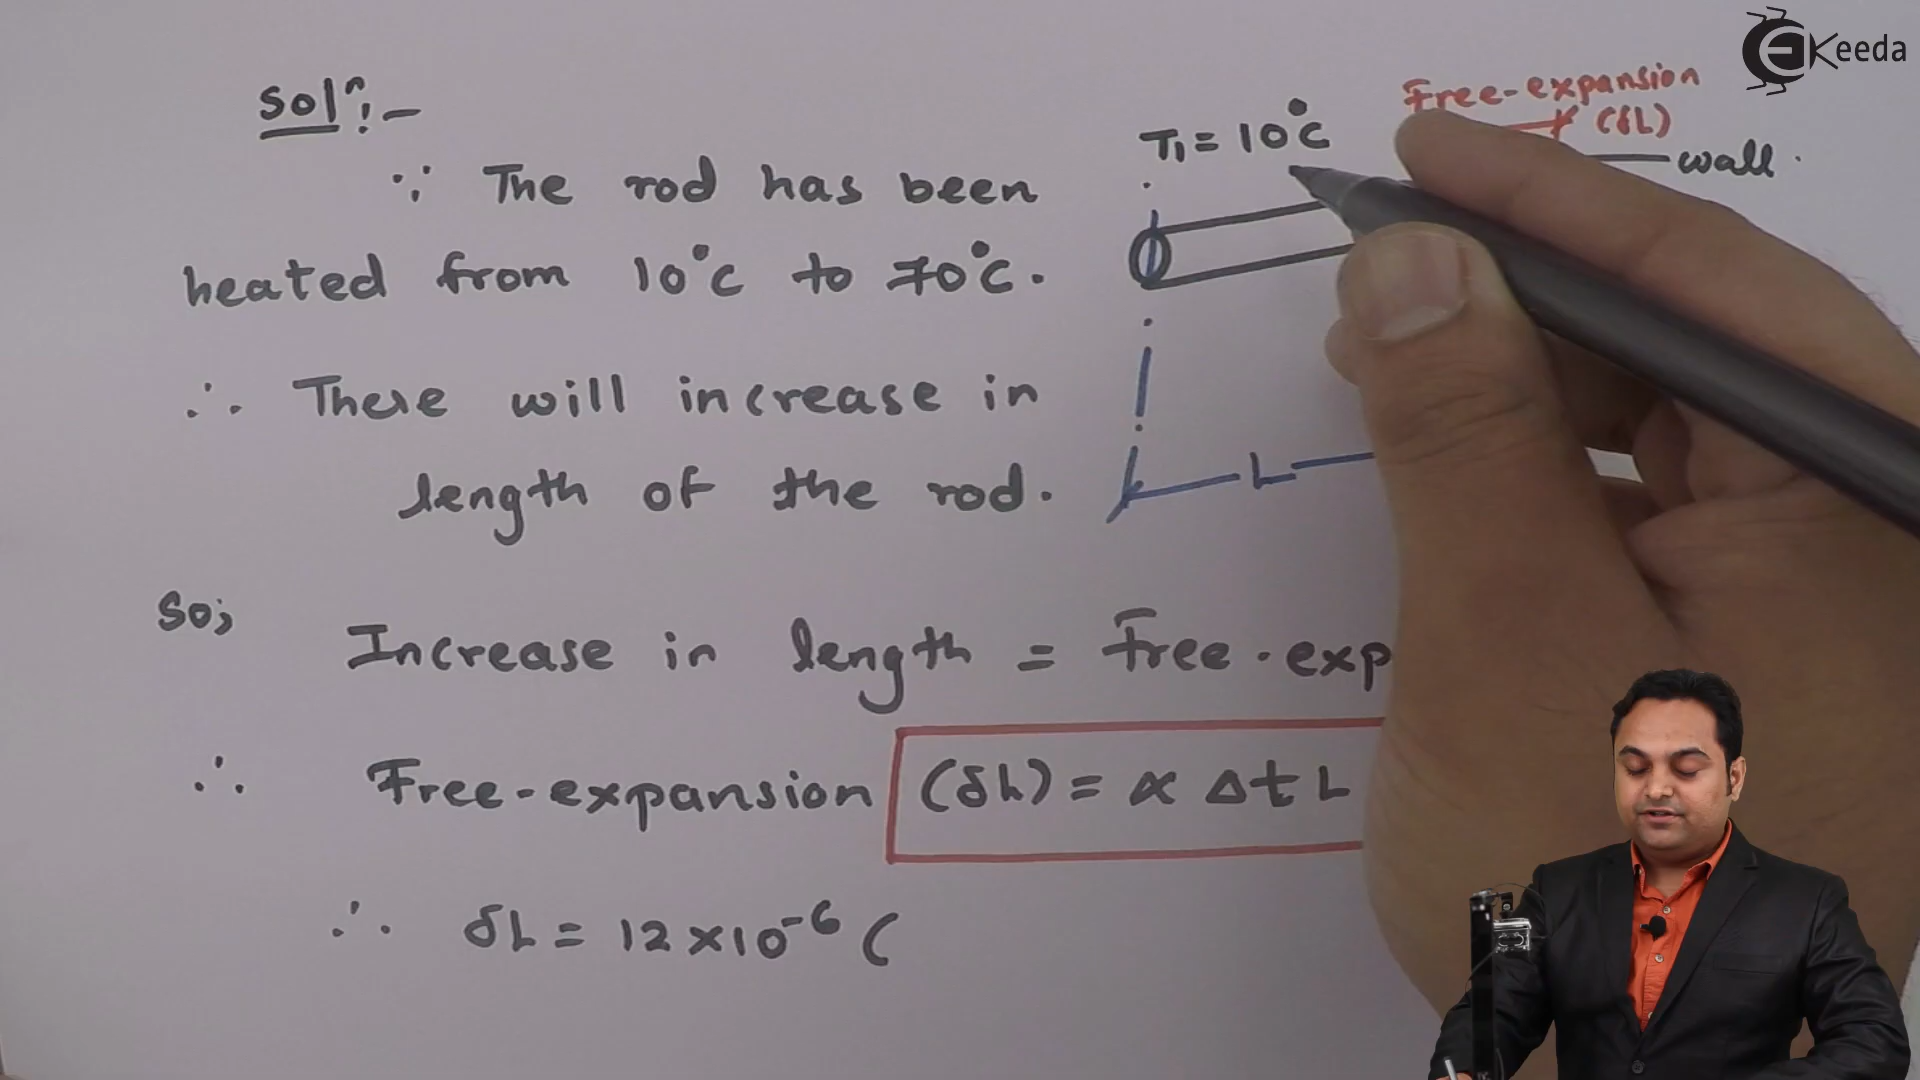 EKeeda
Solⁿ:-
∵ The rod has been
heated from 10°C to 70°C.
∴ There will increase in
length of the rod.
So;
Increase in length = Free-exp
∴ Free-expansion (δL) = α Δt L
∴ δL = 12×10⁻⁶ (
Free-expansion
(δL)
T₁ = 10°C
wall.
L